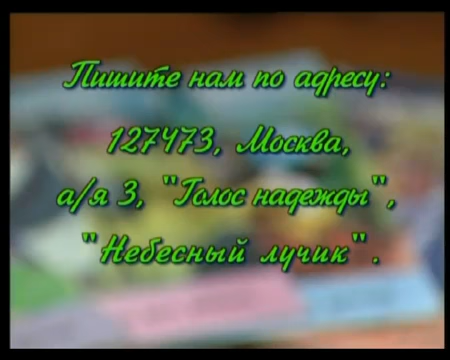 Пишите нам по адресу:
127473, Москва,
а/я 3, "Голос надежды",
"Небесный лучик".